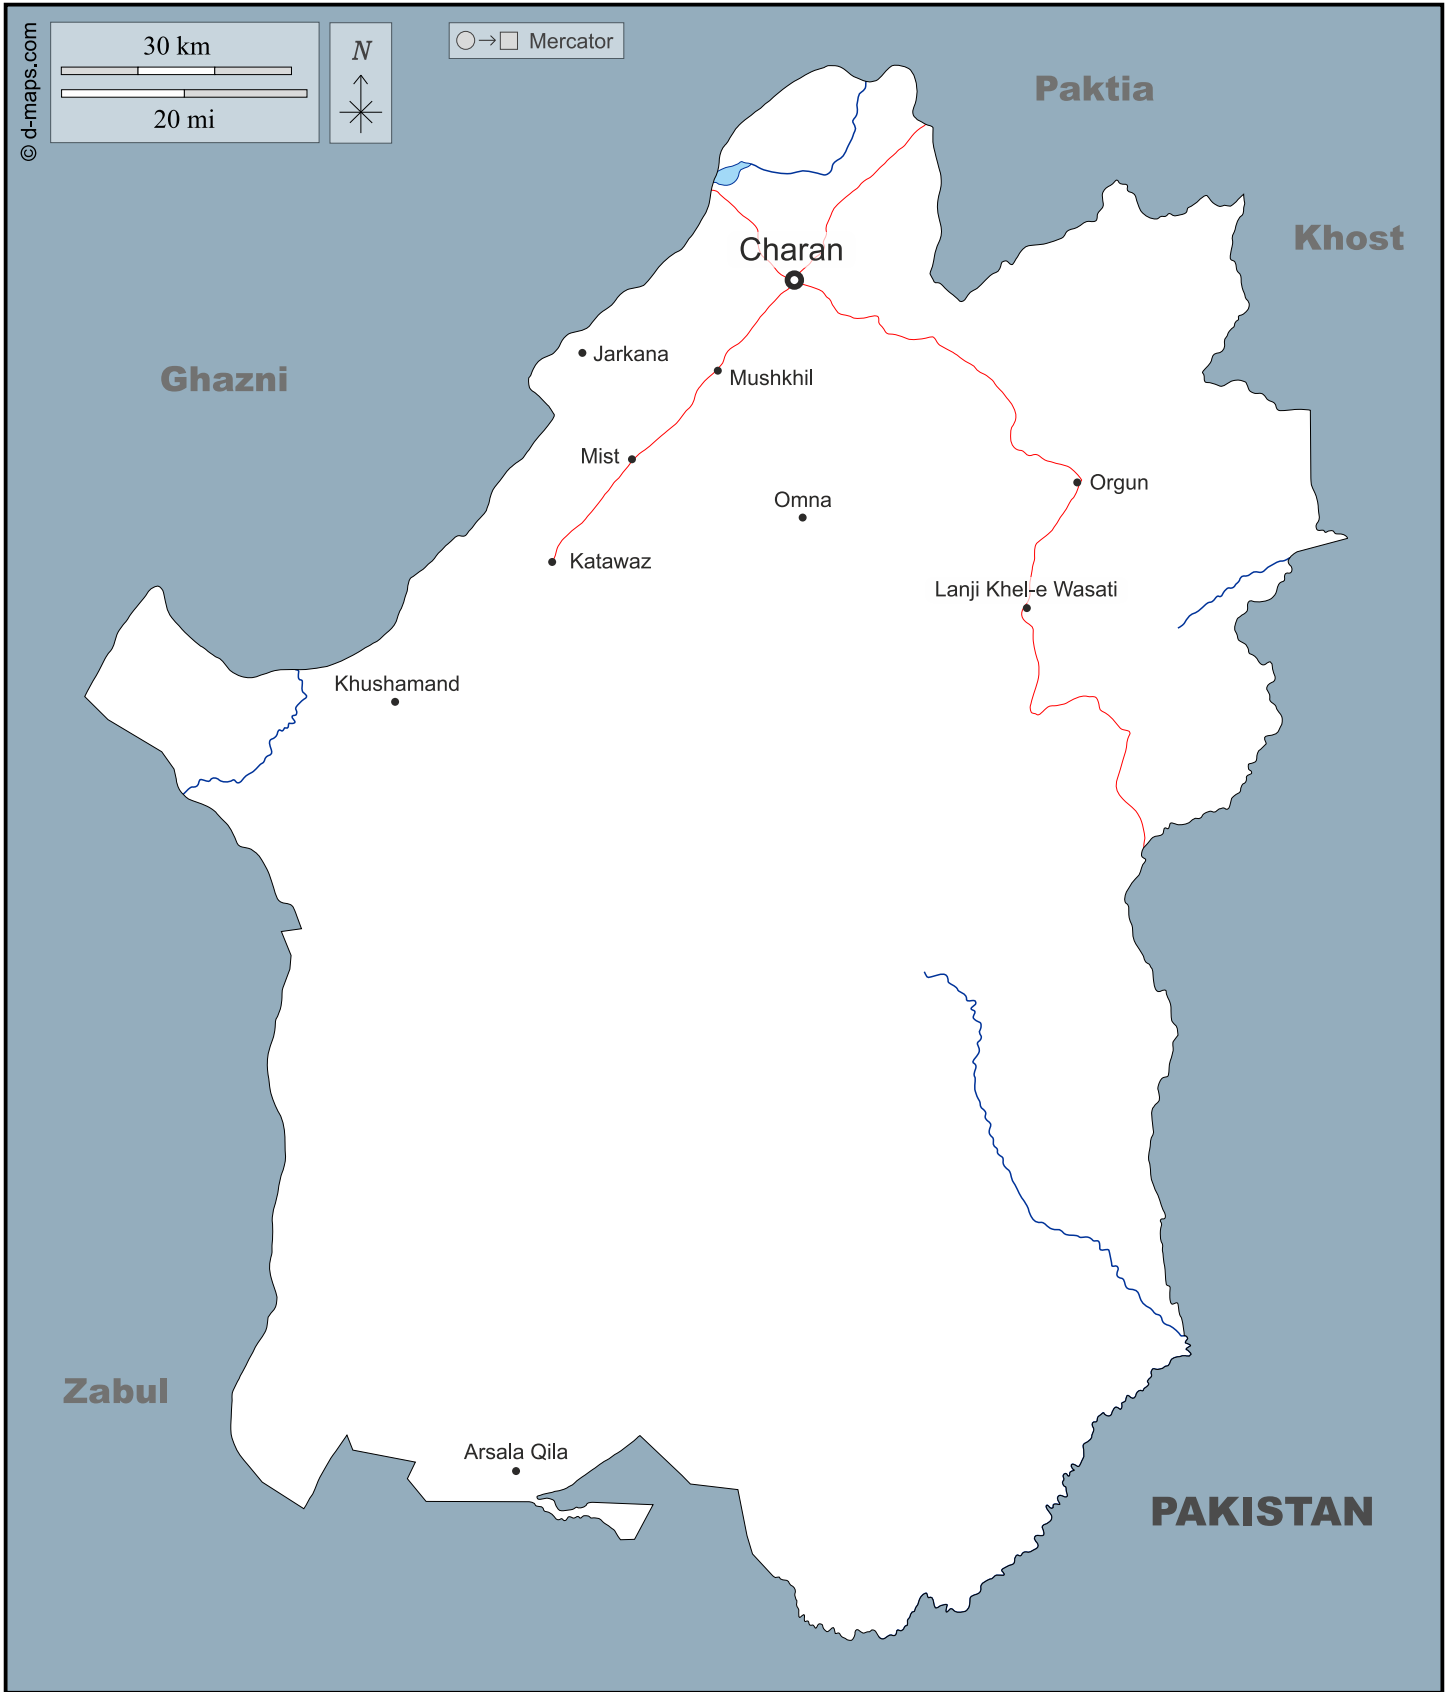 © d-maps.com
30 km
20 mi
N
Mercator
Paktia
Khost
Charan
Jarkana
Ghazni
Mushkhil
Mist
Orgun
Omna
Katawaz
Lanji Khel-e Wasati
Khushamand
Zabul
Arsala Qila
PAKISTAN